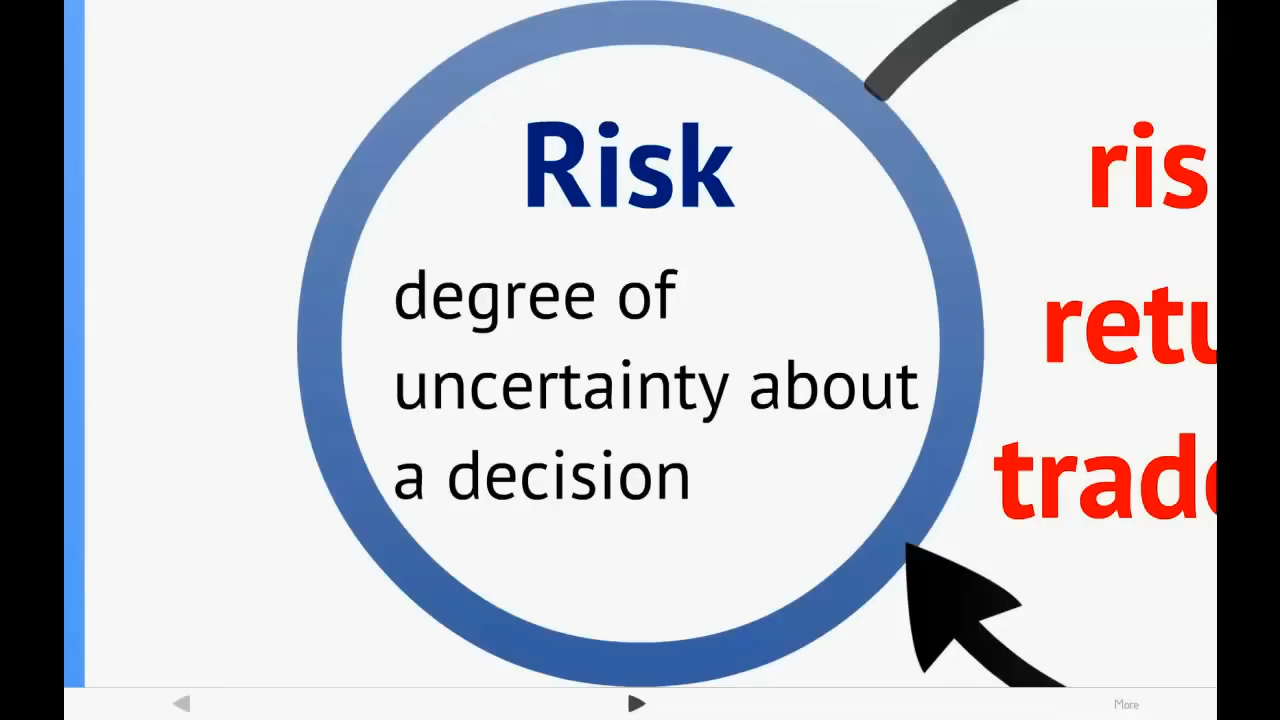 Risk
degree of
uncertainty about
a decision
ris
retu
trad
More